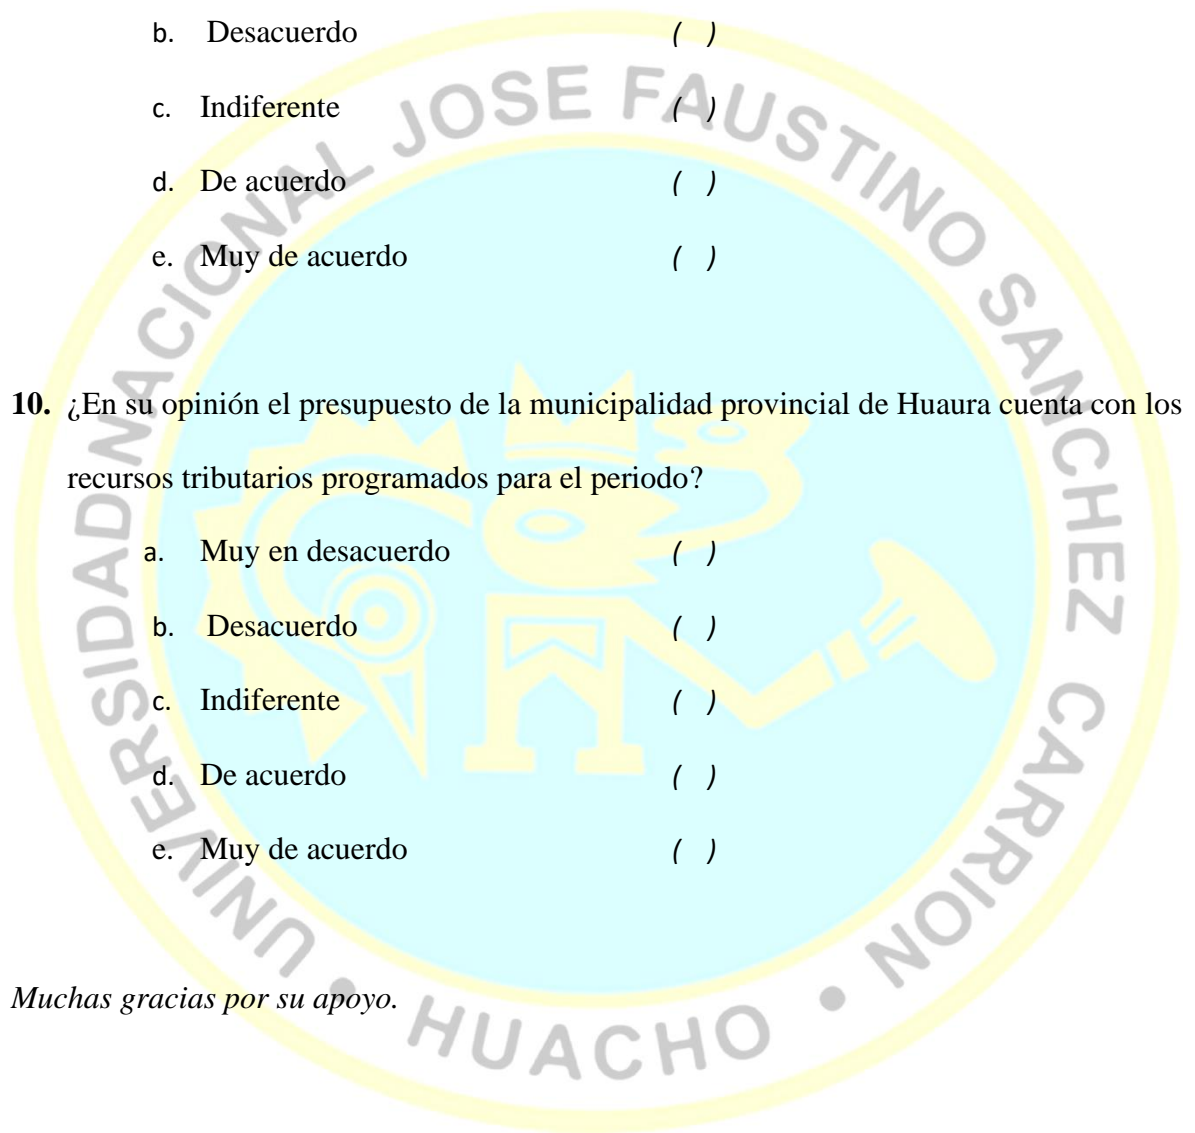 b. Desacuerdo ( )
c. Indiferente ( )
d. De acuerdo ( )
e. Muy de acuerdo ( )
10. ¿En su opinión el presupuesto de la municipalidad provincial de Huaura cuenta con los
recursos tributarios programados para el periodo?
a. Muy en desacuerdo ( )
b. Desacuerdo ( )
c. Indiferente ( )
d. De acuerdo ( )
e. Muy de acuerdo ( )
Muchas gracias por su apoyo.
UNIVERSIDAD NACIONAL JOSE FAUSTINO SANCHEZ CARRION • HUACHO •